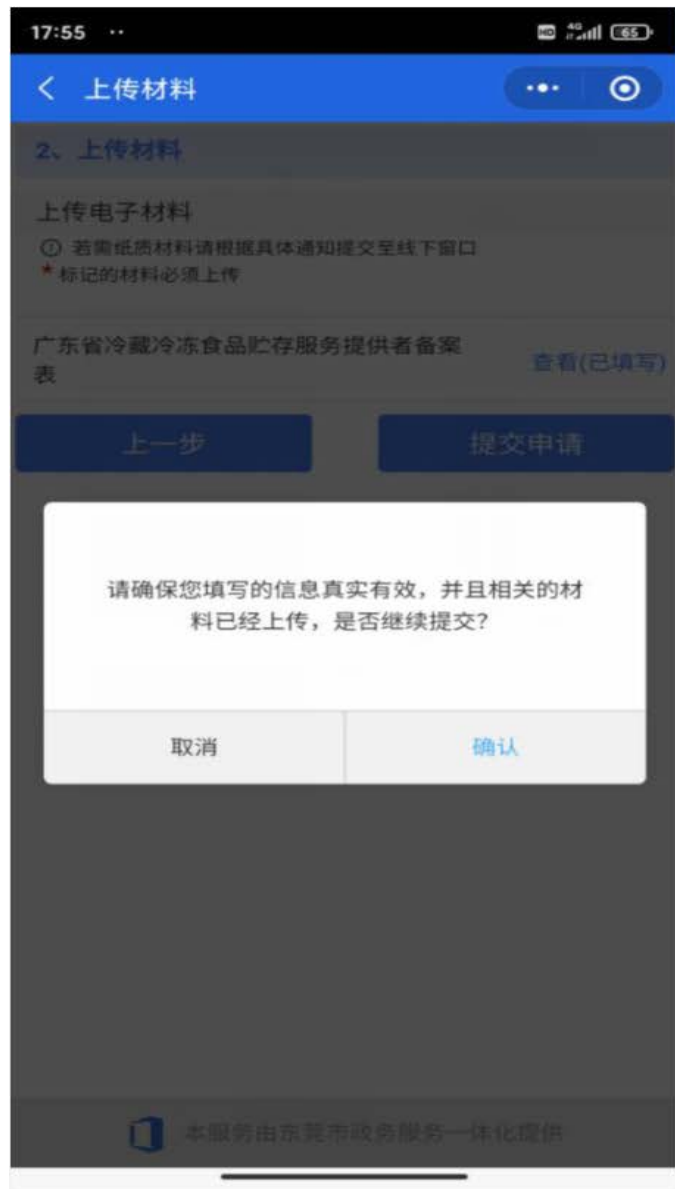 17:55 ··
HD 4G 65
上传材料
2、上传材料
上传电子材料
若需纸质材料请根据具体通知提交至线下窗口
*标记的材料必须上传
广东省冷藏冷冻食品贮存服务提供者备案
表
查看(已填写)
上一步
提交申请
请确保您填写的信息真实有效，并且相关的材
料已经上传，是否继续提交?
取消
确认
本服务由东莞市政务服务一体化提供